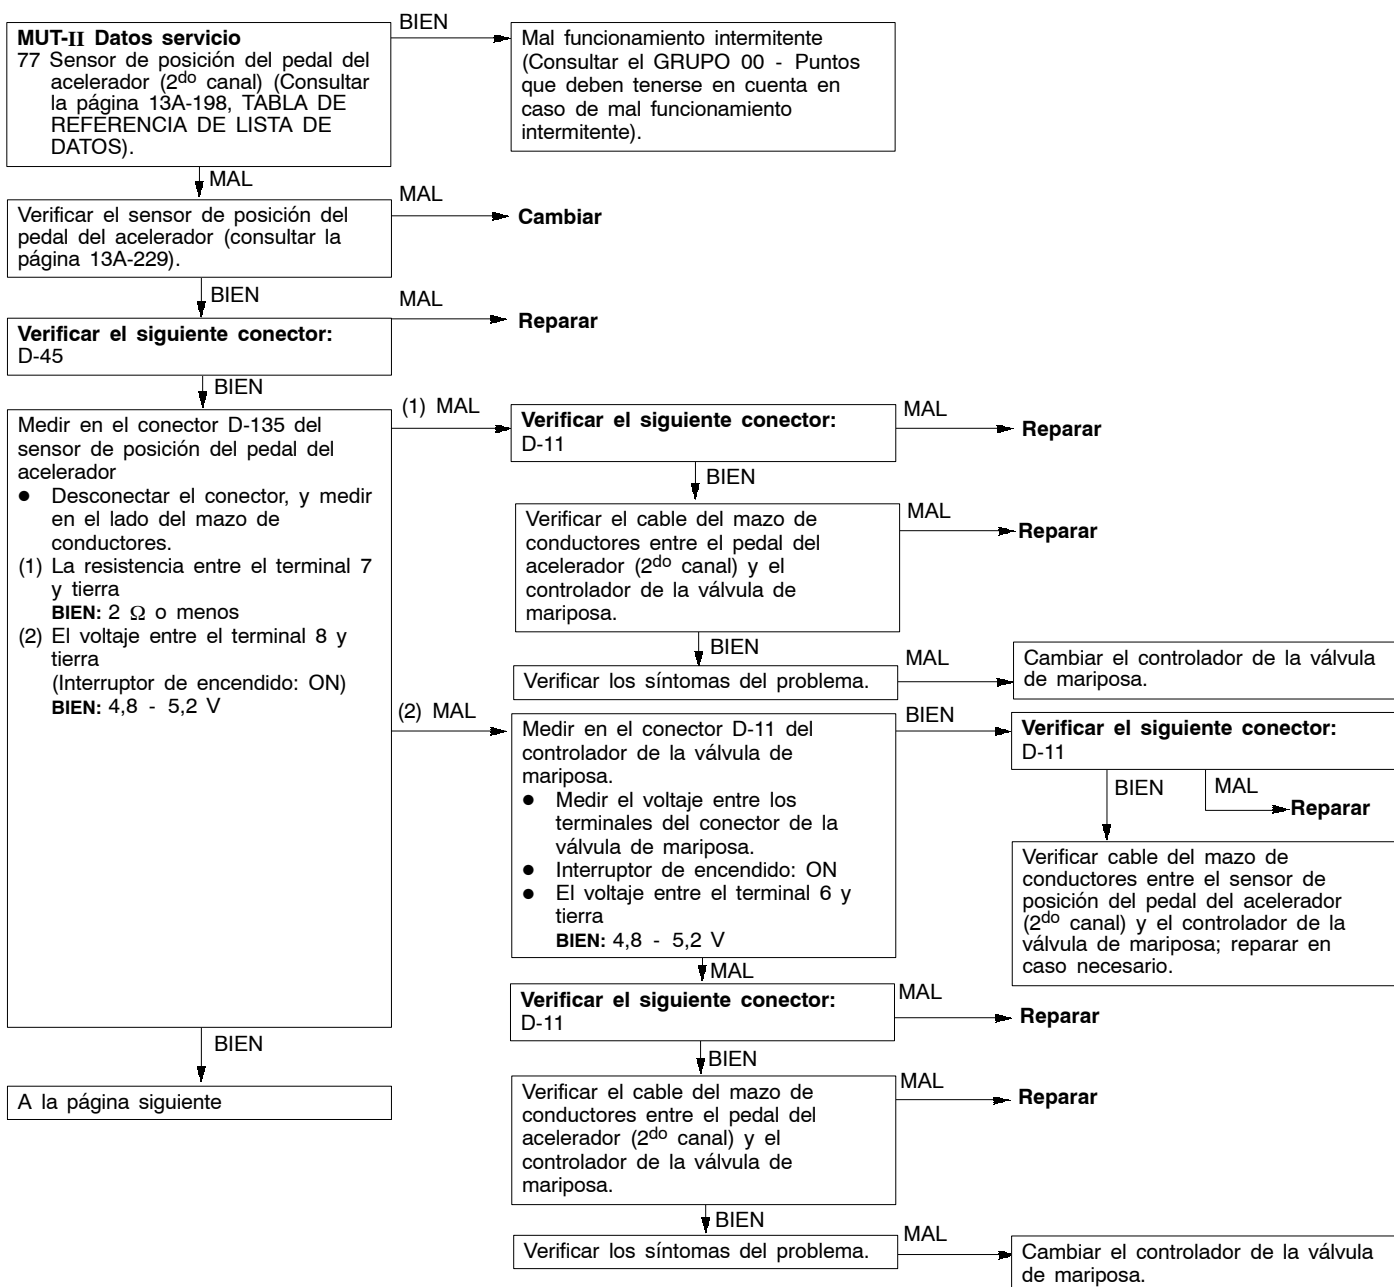 BIEN
MUT-II Datos servicio
77 Sensor de posición del pedal del
acelerador (2do canal) (Consultar
la página 13A-198, TABLA DE
REFERENCIA DE LISTA DE
DATOS).
Mal funcionamiento intermitente
(Consultar el GRUPO 00 - Puntos
que deben tenerse en cuenta en
caso de mal funcionamiento
intermitente).
MAL
Verificar el sensor de posición del
pedal del acelerador (consultar la
página 13A-229).
MAL
Cambiar
BIEN
Verificar el siguiente conector:
D-45
MAL
Reparar
BIEN
Medir en el conector D-135 del
sensor de posición del pedal del
acelerador
● Desconectar el conector, y medir
en el lado del mazo de
conductores.
(1) La resistencia entre el terminal 7
y tierra
BIEN: 2 Ω o menos
(2) El voltaje entre el terminal 8 y
tierra
(Interruptor de encendido: ON)
BIEN: 4,8 - 5,2 V
(1) MAL
Verificar el siguiente conector:
D-11
MAL
Reparar
BIEN
Verificar el cable del mazo de
conductores entre el pedal del
acelerador (2do canal) y el
controlador de la válvula de
mariposa.
MAL
Reparar
BIEN
Verificar los síntomas del problema.
MAL
Cambiar el controlador de la válvula
de mariposa.
(2) MAL
Medir en el conector D-11 del
controlador de la válvula de
mariposa.
● Medir el voltaje entre los
terminales del conector de la
válvula de mariposa.
● Interruptor de encendido: ON
● El voltaje entre el terminal 6 y
tierra
BIEN: 4,8 - 5,2 V
BIEN
Verificar el siguiente conector:
D-11
BIEN
MAL
Reparar
Verificar cable del mazo de
conductores entre el sensor de
posición del pedal del acelerador
(2do canal) y el controlador de la
válvula de mariposa; reparar en
caso necesario.
MAL
Verificar el siguiente conector:
D-11
MAL
Reparar
BIEN
Verificar el cable del mazo de
conductores entre el pedal del
acelerador (2do canal) y el
controlador de la válvula de
mariposa.
MAL
Reparar
BIEN
Verificar los síntomas del problema.
MAL
Cambiar el controlador de la válvula
de mariposa.
BIEN
A la página siguiente